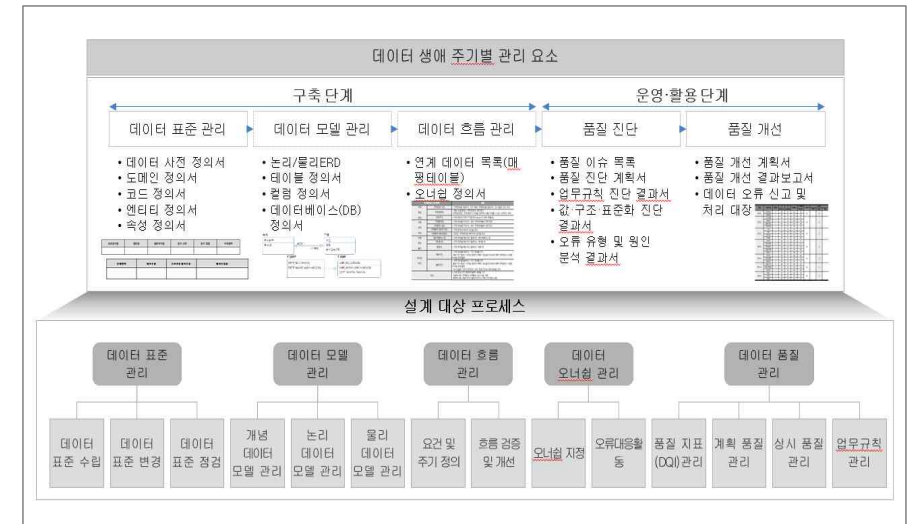 데이터 생애 주기별 관리 요소
구축 단계
운영·활용단계
데이터 표준 관리
데이터 모델 관리
데이터 흐름 관리
품질 진단
품질 개선
• 데이터 사전 정의서
• 도메인 정의서
• 코드 정의서
• 엔티티 정의서
• 속성 정의서
• 논리/물리ERD
• 테이블 정의서
• 컬럼 정의서
• 데이터베이스(DB)
정의서
• 연계 데이터 목록(매
핑테이블)
• 오너쉽 정의서
• 품질 이슈 목록
• 품질 진단 계획서
• 업무규칙 진단 결과서
• 값·구조·표준화 진단
결과서
• 오류 유형 및 원인
분석 결과서
• 품질 개선 계획서
• 품질 개선 결과보고서
• 데이터 오류 신고 및
처리 대장
설계 대상 프로세스
데이터 표준
관리
데이터 모델
관리
데이터 흐름
관리
데이터
오너쉽 관리
데이터 품질
관리
데이터
표준 수립
데이터
표준 변경
데이터
표준 점검
개념
데이터
모델 관리
논리
데이터
모델 관리
물리
데이터
모델 관리
요건 및
주기 정의
흐름 검증
및 개선
오너쉽 지정
오류대응활
동
품질 지표
(DQI)관리
계획 품질
관리
상시 품질
관리
업무규칙
관리